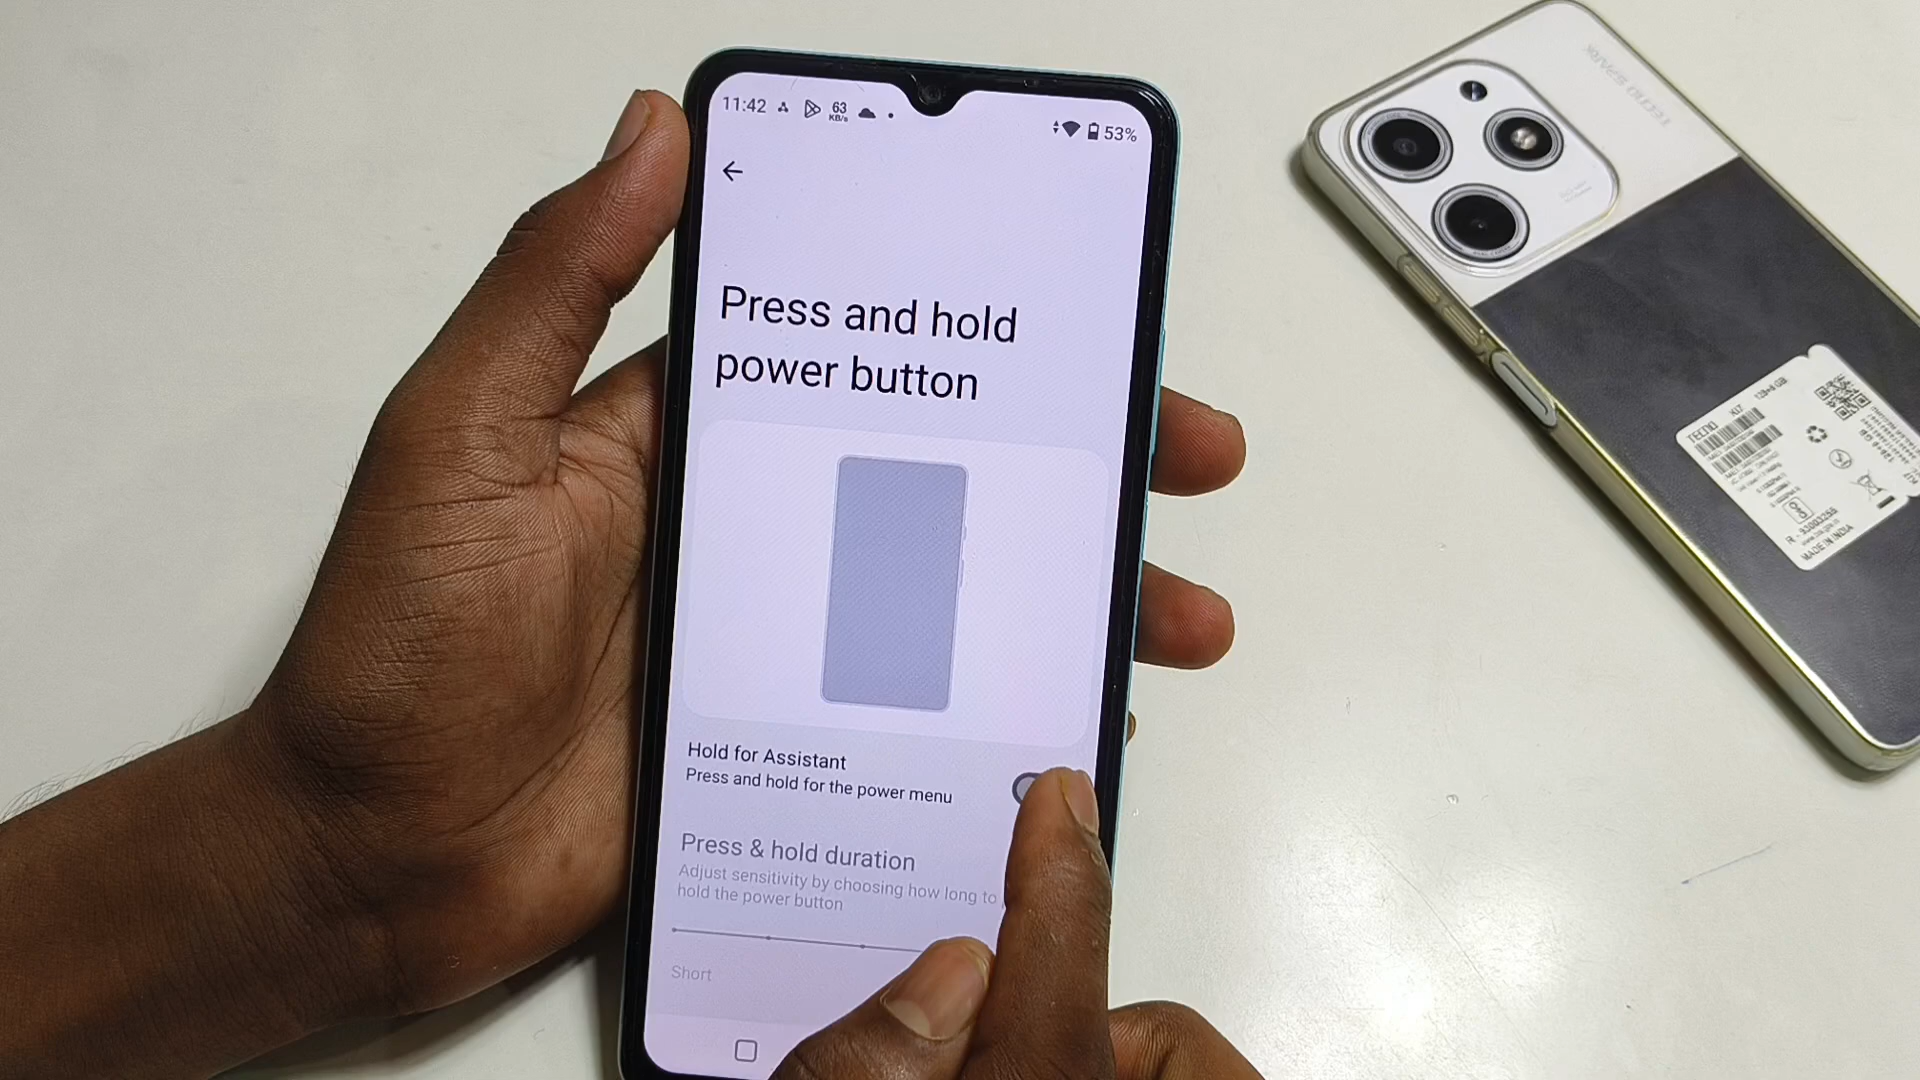 11:42
63
KB/s
53%
Press and hold
power button
Hold for Assistant
Press and hold for the power menu
Press & hold duration
Adjust sensitivity by choosing how long to
hold the power button
Short
TECNO SPARK
TECNO
MADE IN INDIA